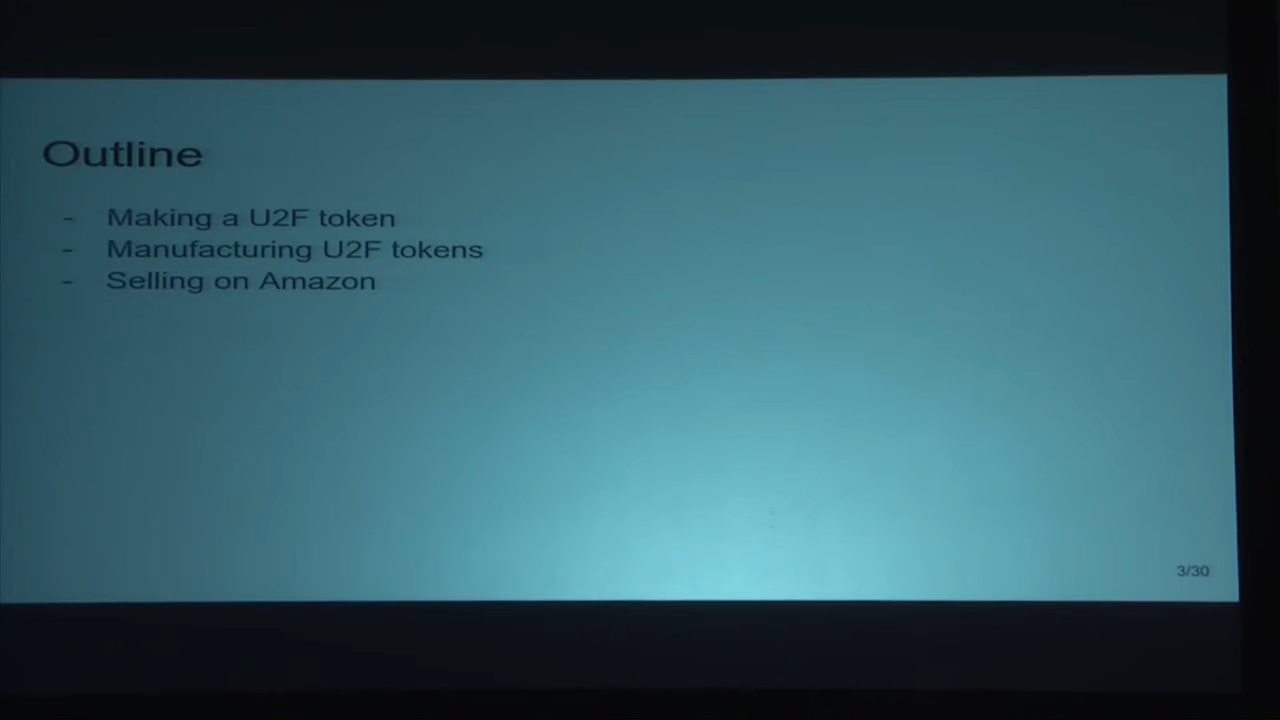 Outline
- Making a U2F token
- Manufacturing U2F tokens
- Selling on Amazon
3/30